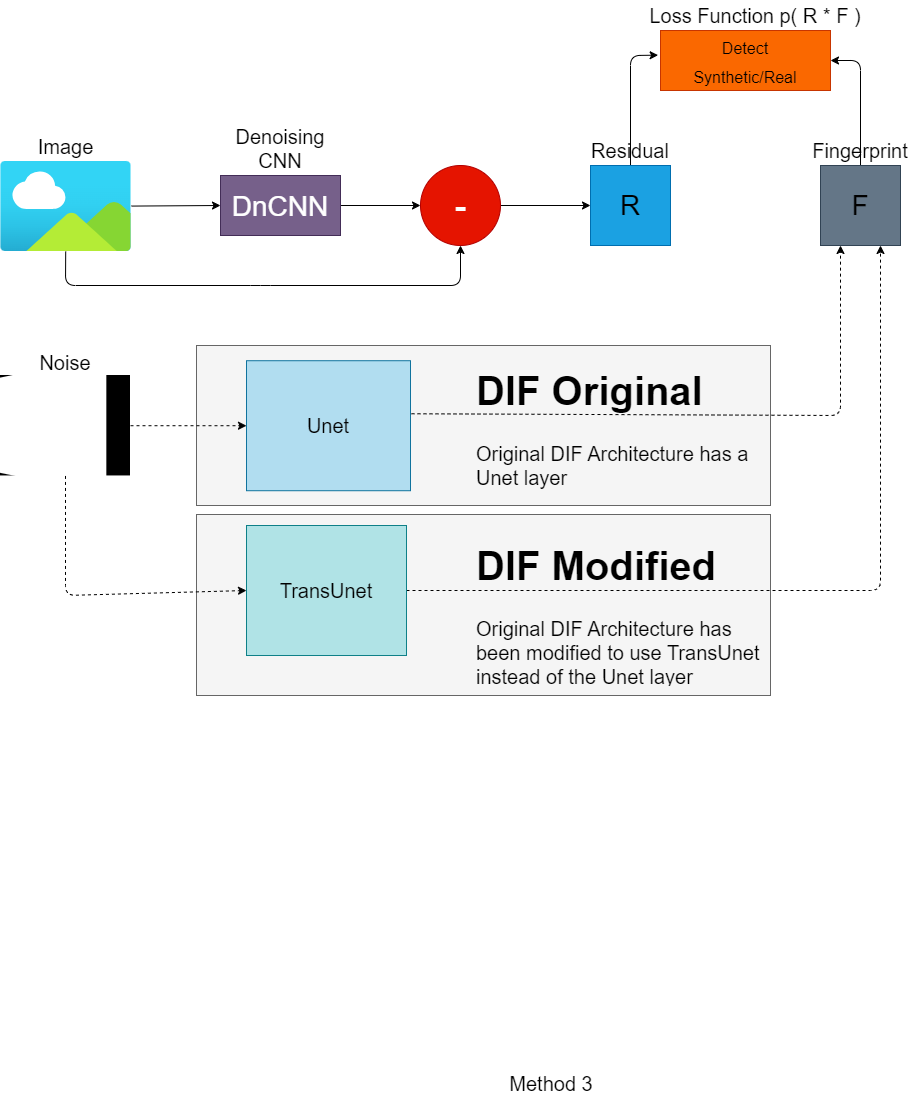 Loss Function p( R * F )
Detect
Synthetic/Real
Image
Denoising
CNN
DnCNN
-
Residual
R
Fingerprint
F
Noise
Unet
DIF Original
Original DIF Architecture has a
Unet layer
TransUnet
DIF Modified
Original DIF Architecture has
been modified to use TransUnet
instead of the Unet layer
Method 3